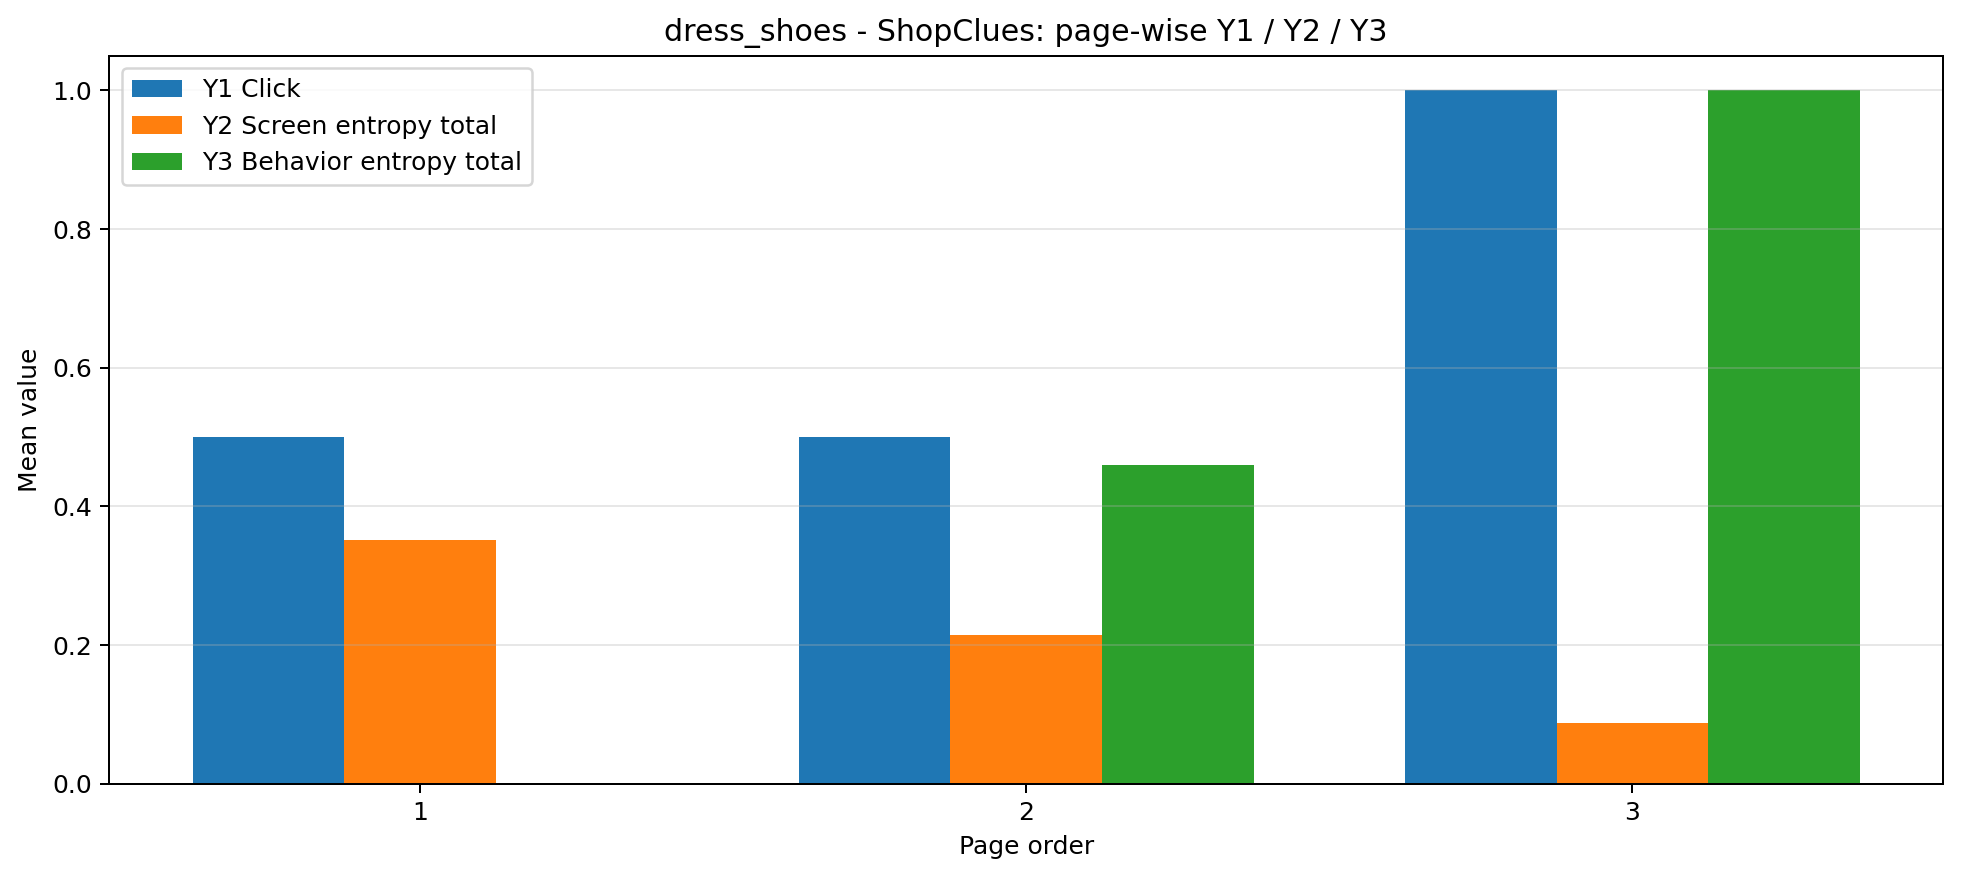 dress_shoes - ShopClues: page-wise Y1 / Y2 / Y3
Y1 Click
Y2 Screen entropy total
Y3 Behavior entropy total
1.0
0.8
0.6
0.4
0.2
0.0
Mean value
1
2
3
Page order